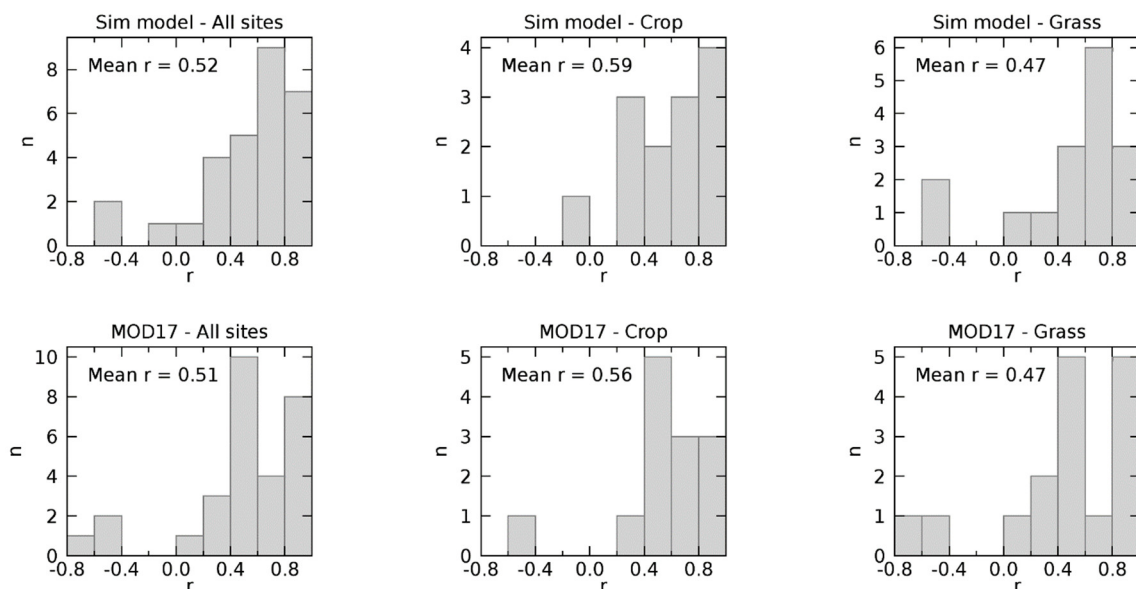 Sim model - All sites
Mean r = 0.52
8
6
4
2
0
n
-0.8 -0.4 0.0 0.4 0.8
r
Sim model - Crop
Mean r = 0.59
4
3
2
1
0
n
-0.8 -0.4 0.0 0.4 0.8
r
Sim model - Grass
Mean r = 0.47
6
5
4
3
2
1
0
n
-0.8 -0.4 0.0 0.4 0.8
r
MOD17 - All sites
Mean r = 0.51
10
8
6
4
2
0
n
-0.8 -0.4 0.0 0.4 0.8
r
MOD17 - Crop
Mean r = 0.56
5
4
3
2
1
0
n
-0.8 -0.4 0.0 0.4 0.8
r
MOD17 - Grass
Mean r = 0.47
5
4
3
2
1
0
n
-0.8 -0.4 0.0 0.4 0.8
r